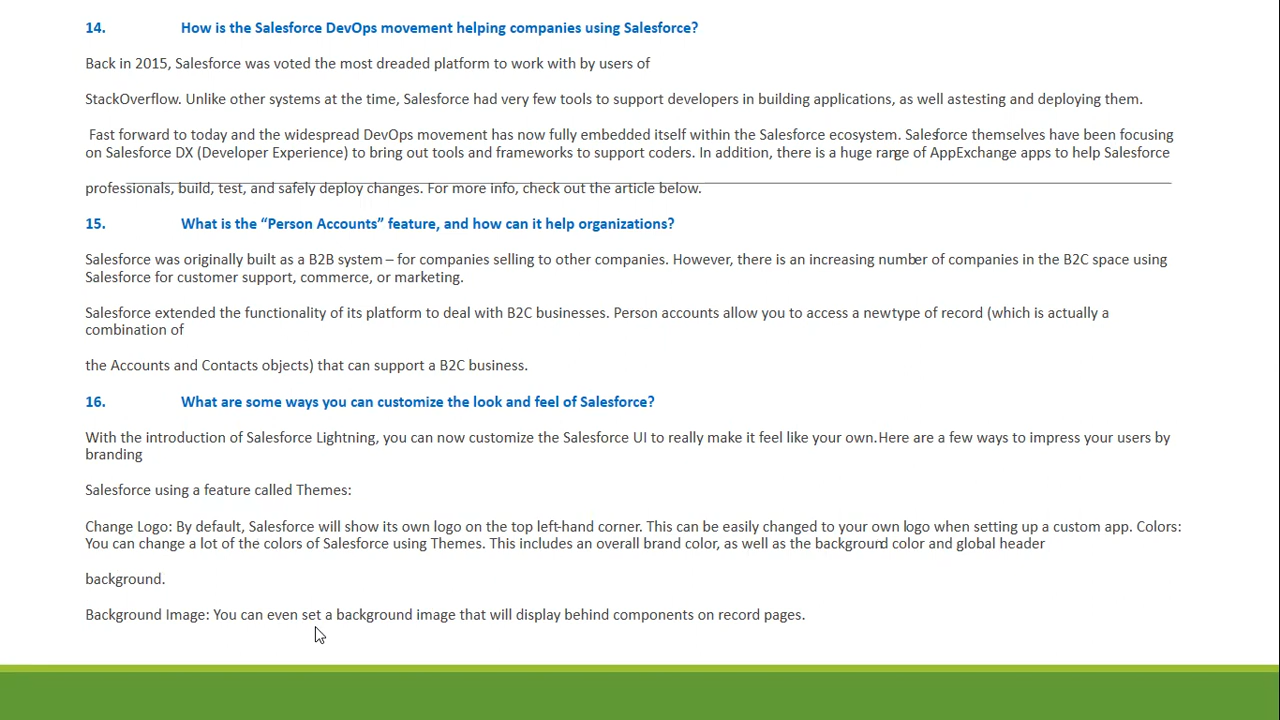 14. How is the Salesforce DevOps movement helping companies using Salesforce?
Back in 2015, Salesforce was voted the most dreaded platform to work with by users of
StackOverflow. Unlike other systems at the time, Salesforce had very few tools to support developers in building applications, as well astesting and deploying them.
Fast forward to today and the widespread DevOps movement has now fully embedded itself within the Salesforce ecosystem. Salesforce themselves have been focusing
on Salesforce DX (Developer Experience) to bring out tools and frameworks to support coders. In addition, there is a huge range of AppExchange apps to help Salesforce
professionals, build, test, and safely deploy changes. For more info, check out the article below.
15. What is the “Person Accounts” feature, and how can it help organizations?
Salesforce was originally built as a B2B system – for companies selling to other companies. However, there is an increasing number of companies in the B2C space using
Salesforce for customer support, commerce, or marketing.
Salesforce extended the functionality of its platform to deal with B2C businesses. Person accounts allow you to access a newtype of record (which is actually a
combination of
the Accounts and Contacts objects) that can support a B2C business.
16. What are some ways you can customize the look and feel of Salesforce?
With the introduction of Salesforce Lightning, you can now customize the Salesforce UI to really make it feel like your own.Here are a few ways to impress your users by
branding
Salesforce using a feature called Themes:
Change Logo: By default, Salesforce will show its own logo on the top left-hand corner. This can be easily changed to your own logo when setting up a custom app. Colors:
You can change a lot of the colors of Salesforce using Themes. This includes an overall brand color, as well as the background color and global header
background.
Background Image: You can even set a background image that will display behind components on record pages.